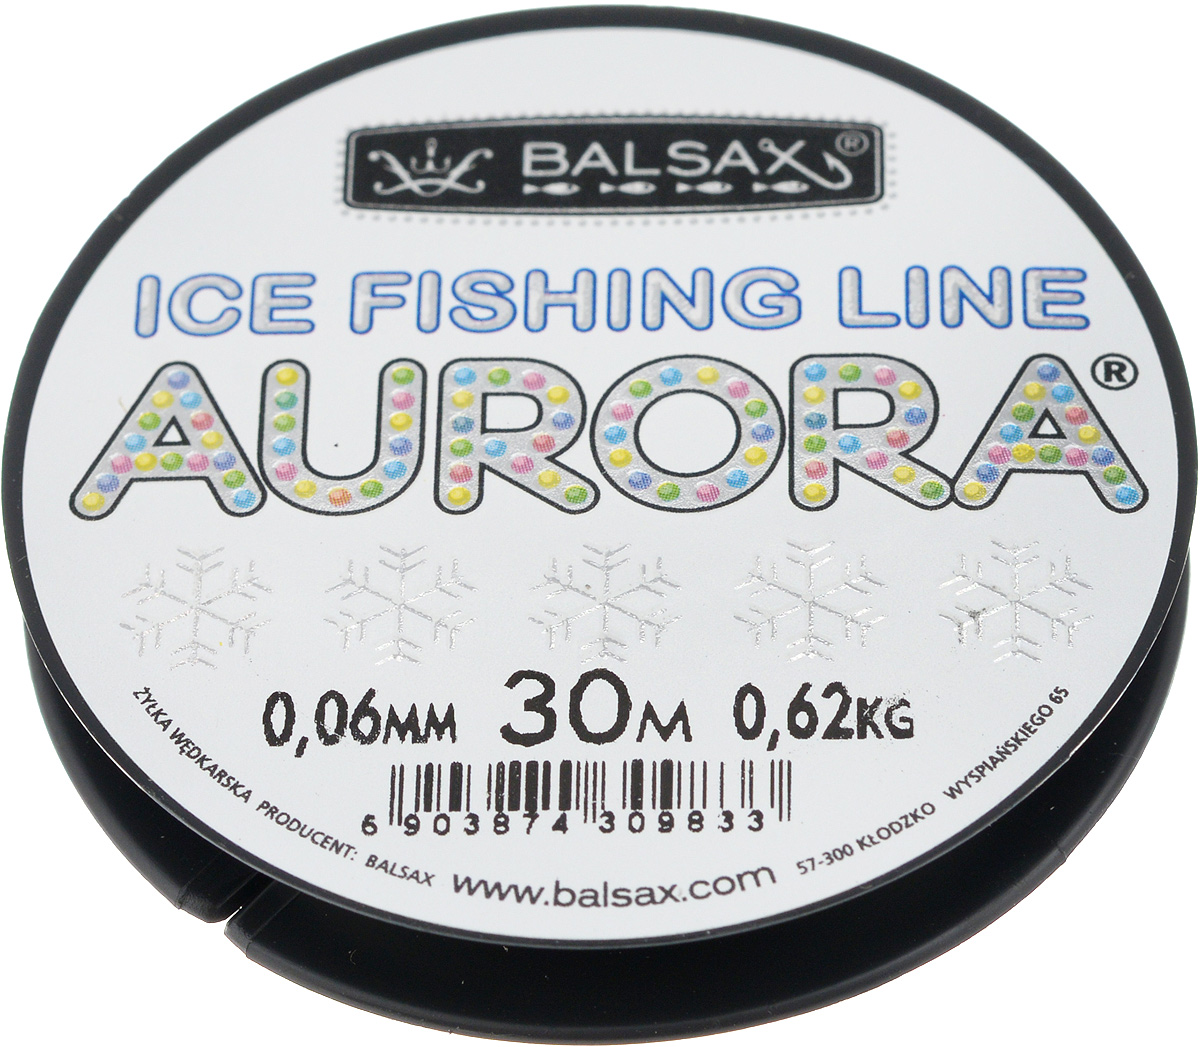 BALSAX®
ICE FISHING LINE
AURORA®
0,06MM 30M 0,62KG
6 903874 309833
ŻYŁKA WĘDKARSKA PRODUCENT: BALSAX www.balsax.com 57-300 KŁODZKO WYSPIAŃSKIEGO 65